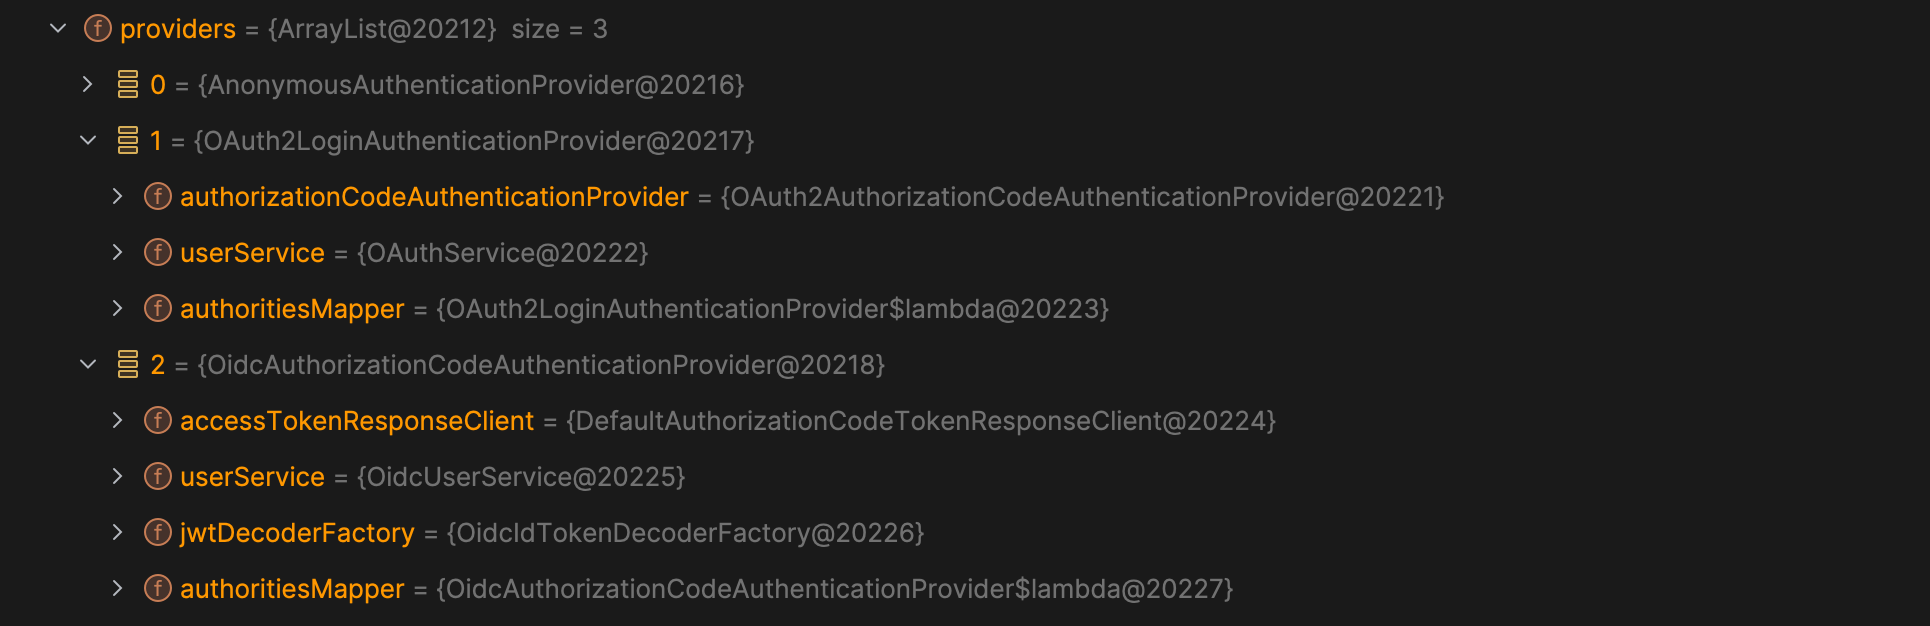 providers = {ArrayList@20212} size = 3
0 = {AnonymousAuthenticationProvider@20216}
1 = {OAuth2LoginAuthenticationProvider@20217}
f authorizationCodeAuthenticationProvider = {OAuth2AuthorizationCodeAuthenticationProvider@20221}
f userService = {OAuthService@20222}
f authoritiesMapper = {OAuth2LoginAuthenticationProvider$lambda@20223}
2 = {OidcAuthorizationCodeAuthenticationProvider@20218}
f accessTokenResponseClient = {DefaultAuthorizationCodeTokenResponseClient@20224}
f userService = {OidcUserService@20225}
f jwtDecoderFactory = {OidcIdTokenDecoderFactory@20226}
f authoritiesMapper = {OidcAuthorizationCodeAuthenticationProvider$lambda@20227}